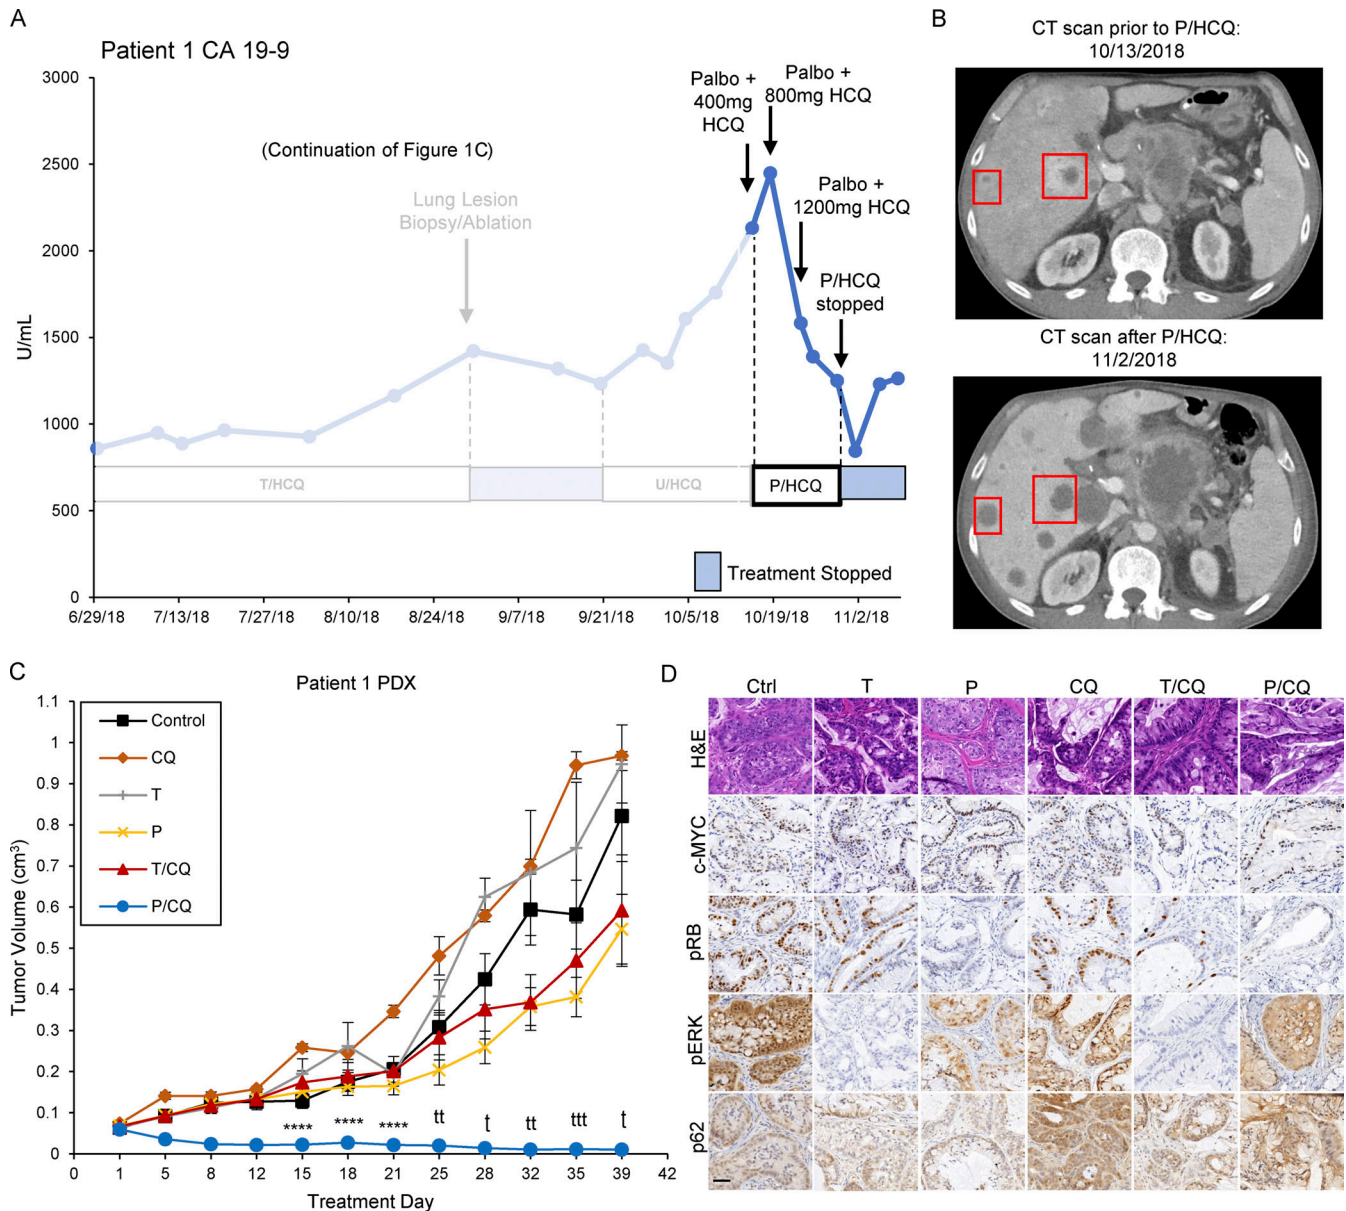 A
Patient 1 CA 19-9
3000
2500
2000
1500
1000
500
0
U/mL
(Continuation of Figure 1C)
Lung Lesion
Biopsy/Ablation
Palbo +
400mg
HCQ
Palbo +
800mg HCQ
Palbo +
1200mg HCQ
P/HCQ
stopped
T/HCQ
U/HCQ
P/HCQ
Treatment Stopped
6/29/18
7/13/18
7/27/18
8/10/18
8/24/18
9/7/18
9/21/18
10/5/18
10/19/18
11/2/18
B
CT scan prior to P/HCQ:
10/13/2018
CT scan after P/HCQ:
11/2/2018
C
Patient 1 PDX
1.1
1
0.9
0.8
0.7
0.6
0.5
0.4
0.3
0.2
0.1
0
Tumor Volume (cm³)
Control
CQ
T
P
T/CQ
P/CQ
****
****
****
tt
t
tt
ttt
t
0
1
5
8
12
15
18
21
25
28
32
35
39
42
Treatment Day
D
Ctrl
T
P
CQ
T/CQ
P/CQ
H&E
c-MYC
pRB
pERK
p62